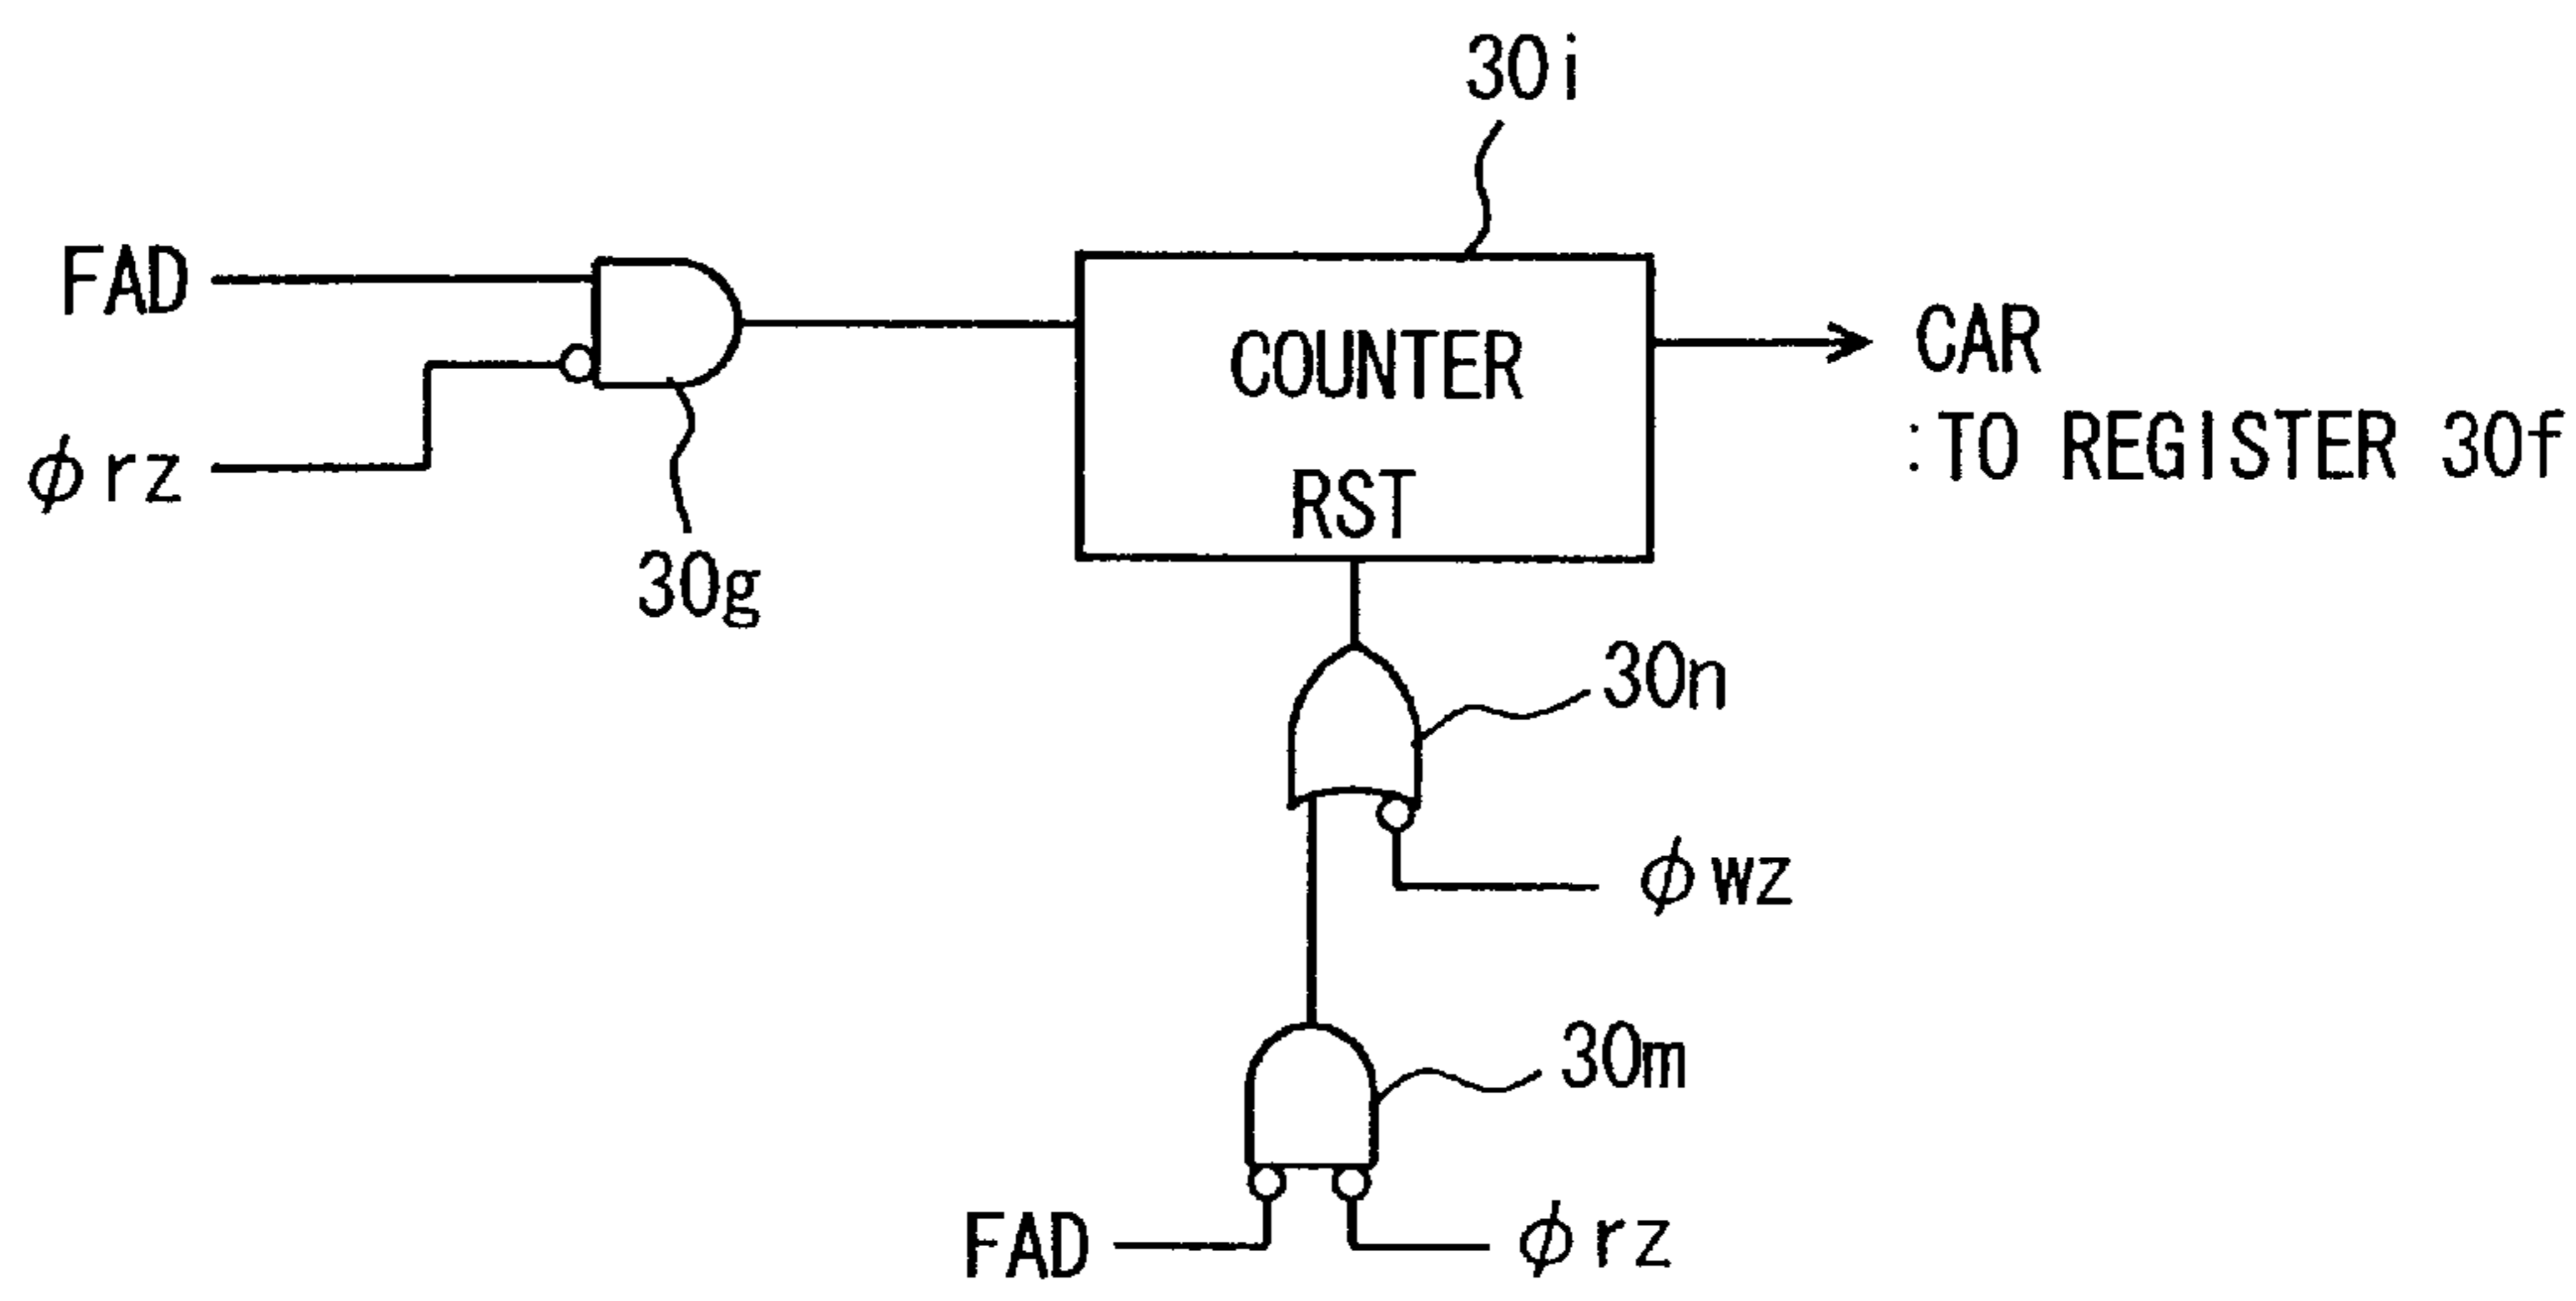 30i
FAD
CAR
COUNTER
:TO REGISTER 30f
φrz
RST
30g
30n
φwz
30m
FAD
φrz